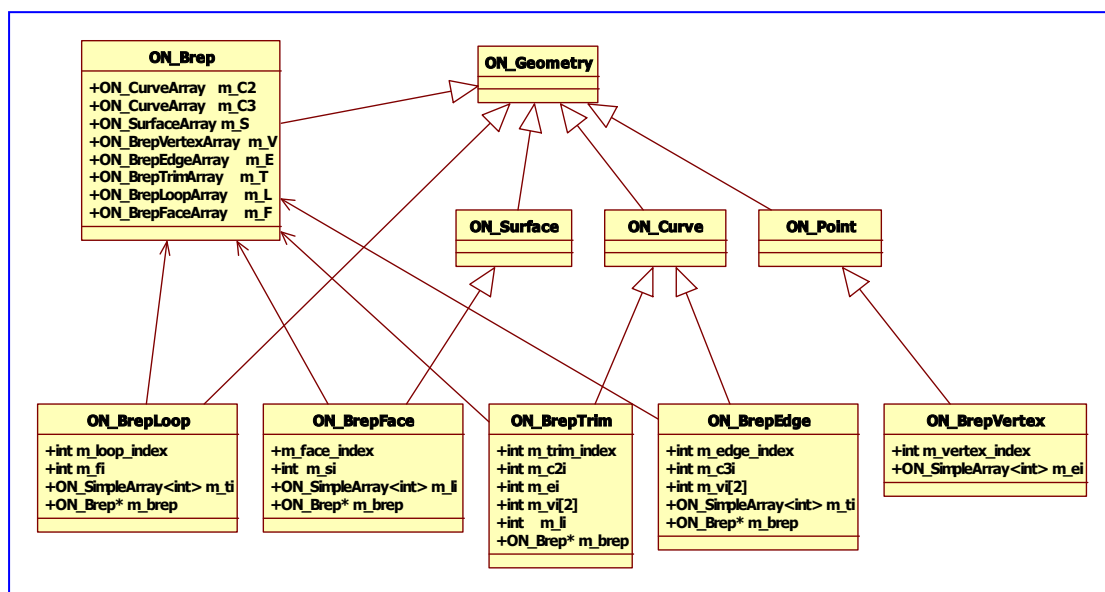 ON_Brep
+ON_CurveArray m_C2
+ON_CurveArray m_C3
+ON_SurfaceArray m_S
+ON_BrepVertexArray m_V
+ON_BrepEdgeArray m_E
+ON_BrepTrimArray m_T
+ON_BrepLoopArray m_L
+ON_BrepFaceArray m_F
ON_Geometry
ON_Surface
ON_Curve
ON_Point
ON_BrepLoop
+int m_loop_index
+int m_fi
+ON_SimpleArray<int> m_ti
+ON_Brep* m_brep
ON_BrepFace
+m_face_index
+int m_si
+ON_SimpleArray<int> m_li
+ON_Brep* m_brep
ON_BrepTrim
+int m_trim_index
+int m_c2i
+int m_ei
+int m_vi[2]
+int m_li
+ON_Brep* m_brep
ON_BrepEdge
+int m_edge_index
+int m_c3i
+int m_vi[2]
+ON_SimpleArray<int> m_ti
+ON_Brep* m_brep
ON_BrepVertex
+int m_vertex_index
+ON_SimpleArray<int> m_ei